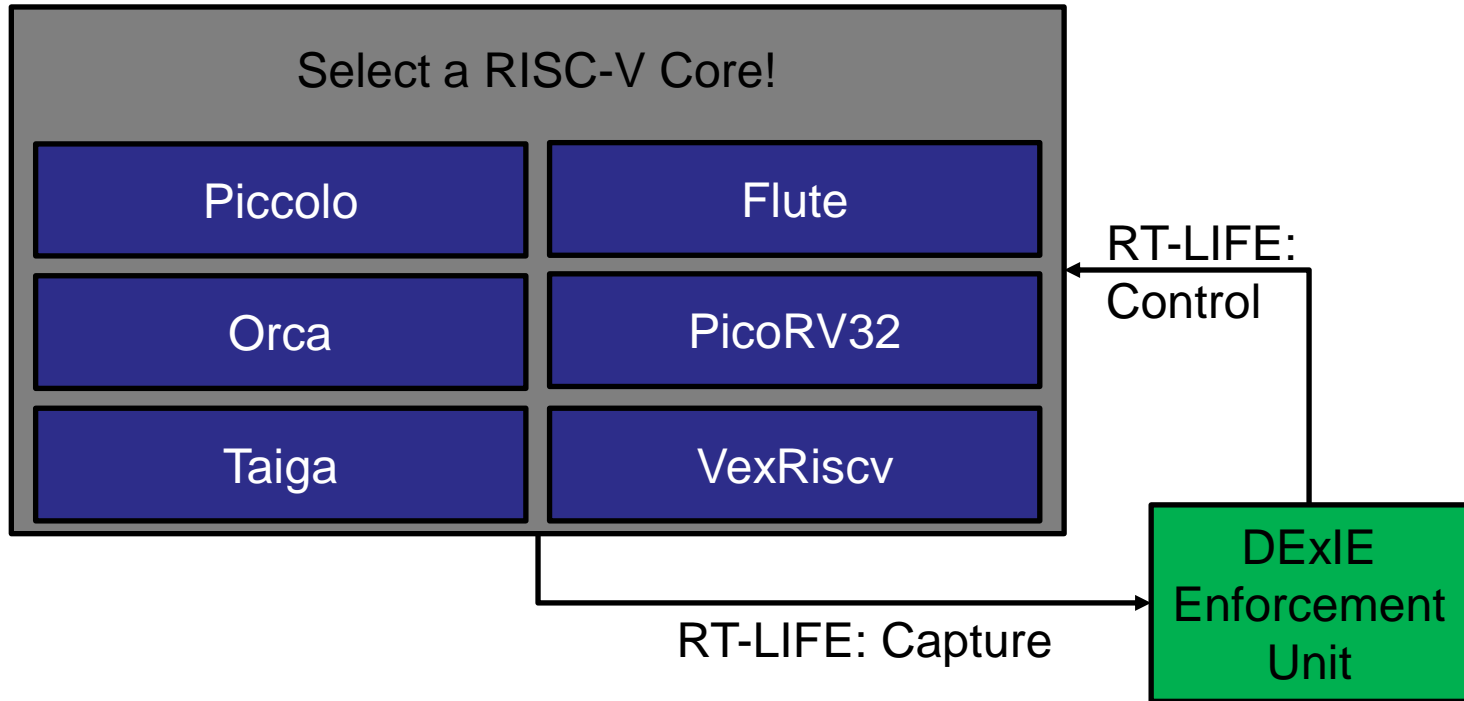 Select a RISC-V Core!
Piccolo
Flute
Orca
PicoRV32
Taiga
VexRiscv
RT-LIFE:
Control
RT-LIFE: Capture
DExIE
Enforcement
Unit